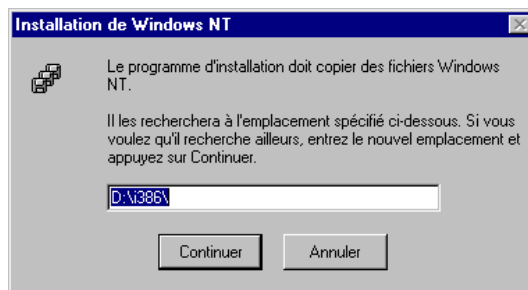 Installation de Windows NT
Le programme d'installation doit copier des fichiers Windows
NT.
Il les recherchera à l'emplacement spécifié ci-dessous. Si vous
voulez qu'il recherche ailleurs, entrez le nouvel emplacement et
appuyez sur Continuer.
D:\i386\
Continuer
Annuler